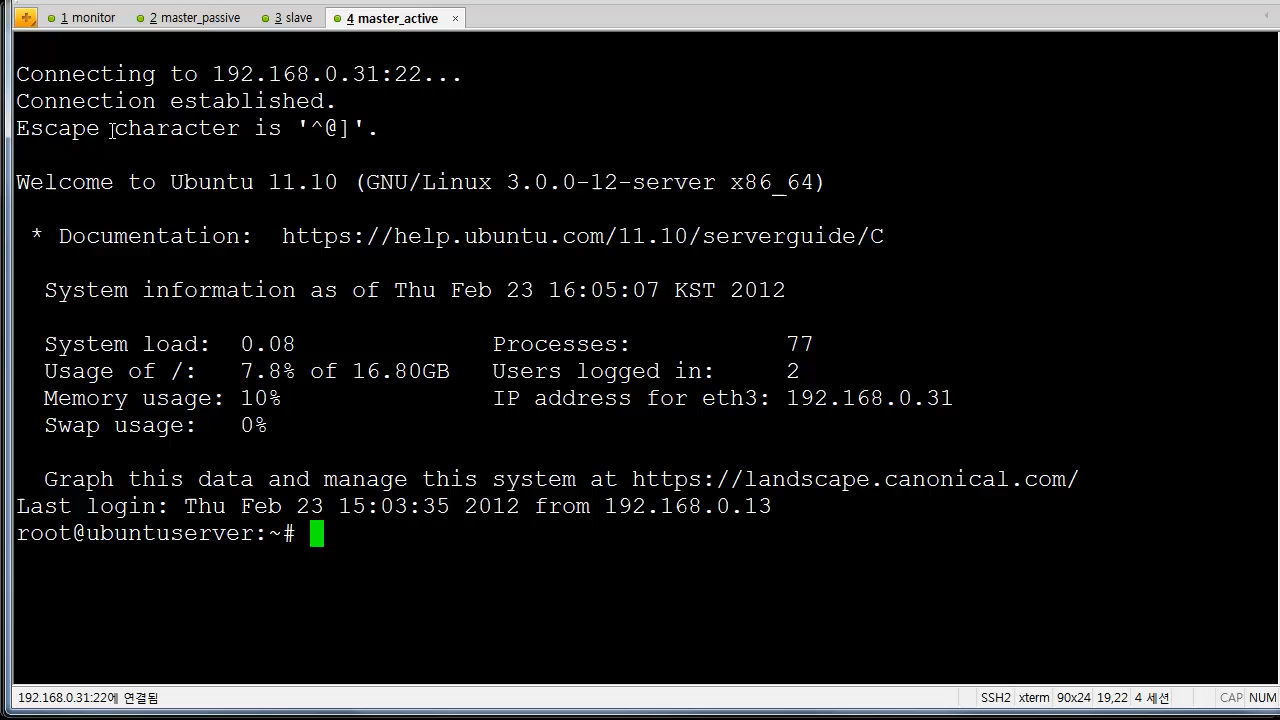 1 monitor 2 master_passive 3 slave 4 master_active ×
Connecting to 192.168.0.31:22...
Connection established.
Escape character is '^@]'.
Welcome to Ubuntu 11.10 (GNU/Linux 3.0.0-12-server x86_64)
* Documentation:  https://help.ubuntu.com/11.10/serverguide/C
System information as of Thu Feb 23 16:05:07 KST 2012
System load:  0.08 Processes: 77
Usage of /:   7.8% of 16.80GB Users logged in: 2
Memory usage: 10% IP address for eth3: 192.168.0.31
Swap usage:   0%
Graph this data and manage this system at https://landscape.canonical.com/
Last login: Thu Feb 23 15:03:35 2012 from 192.168.0.13
root@ubuntuserver:~#
192.168.0.31:22에 연결됨 SSH2 xterm 90x24 19,22 4 세션 CAP NUM